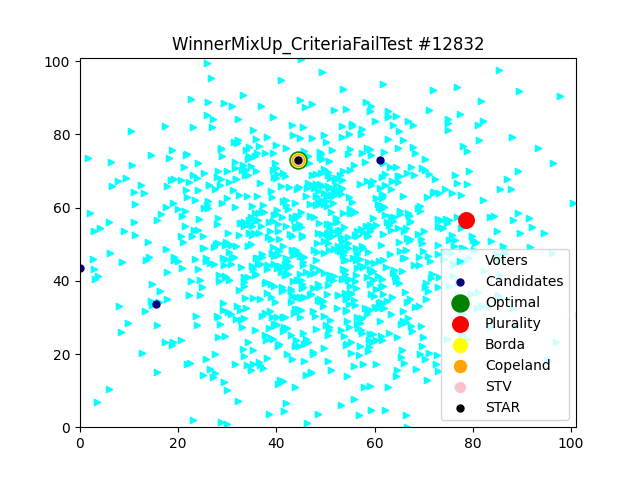 WinnerMixUp_CriteriaFailTest #12832
100
80
60
40
20
0
0 20 40 60 80 100
Voters
Candidates
Optimal
Plurality
Borda
Copeland
STV
STAR